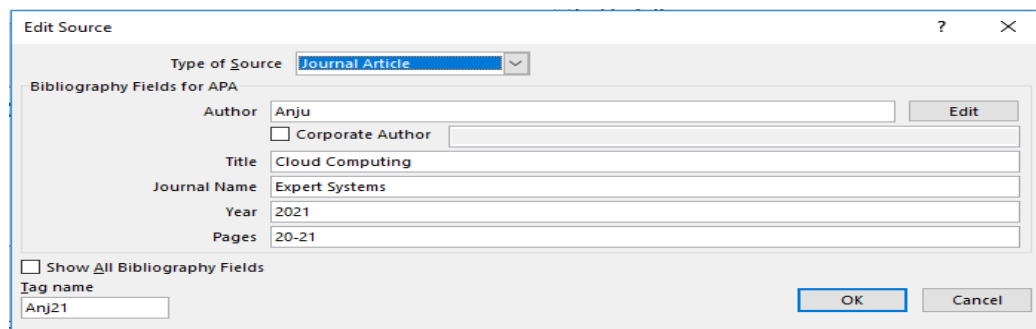 Edit Source ? ×
Type of Source Journal Article
Bibliography Fields for APA
Author Anju Edit
Corporate Author
Title Cloud Computing
Journal Name Expert Systems
Year 2021
Pages 20-21
Show All Bibliography Fields
Tag name
Anj21
OK Cancel